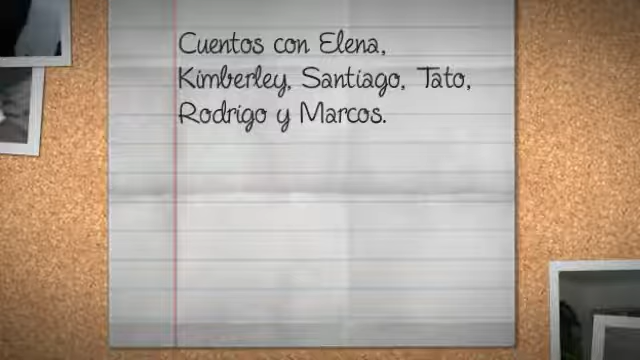 Cuentos con Elena,
Kimberley, Santiago, Tato,
Rodrigo y Marcos.